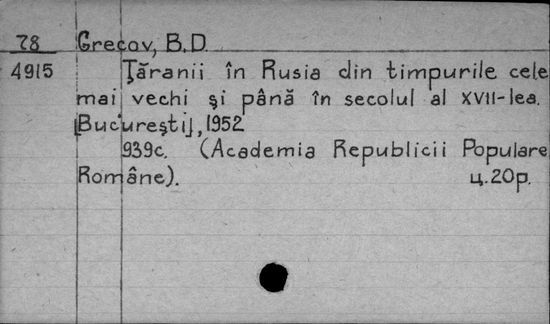 78 Grecov, B.D.
4915 Ţăranii în Rusia din timpurile cele
mai vechi şi până în secolul al XVII-lea.
[Bucureşti], 1952
939c. (Academia Republicii Populare
Române). ц.20р.